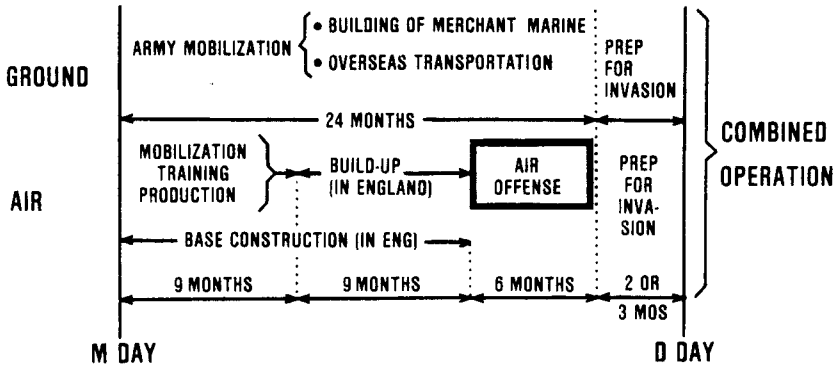 GROUND
ARMY MOBILIZATION
• BUILDING OF MERCHANT MARINE
• OVERSEAS TRANSPORTATION
PREP
FOR
INVASION
24 MONTHS
COMBINED
OPERATION
AIR
MOBILIZATION
TRAINING
PRODUCTION
BUILD-UP
(IN ENGLAND)
AIR
OFFENSE
PREP
FOR
INVA-
SION
BASE CONSTRUCTION (IN ENG)
9 MONTHS
9 MONTHS
6 MONTHS
2 OR
3 MOS
M DAY
D DAY